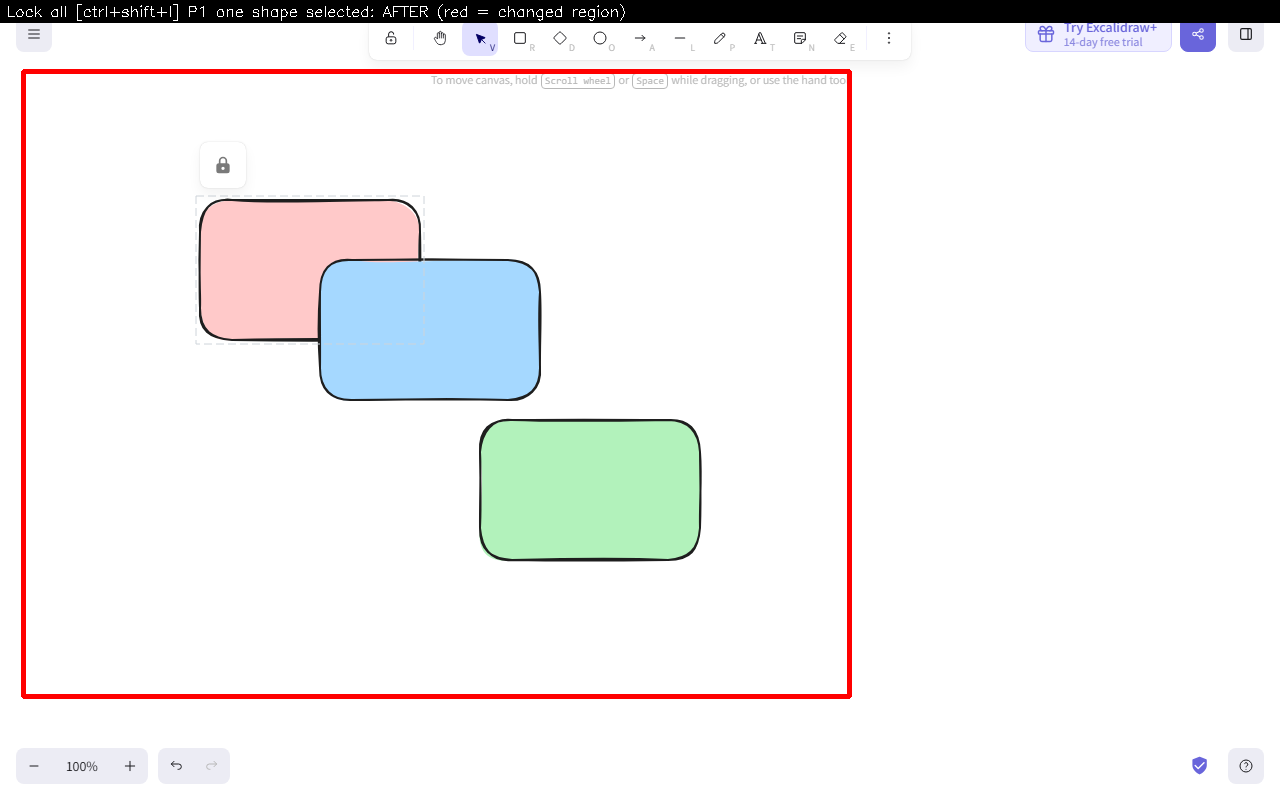 Lock all [ctrl+shift+l] P1 one shape selected: AFTER (red = changed region)
V R D O A L P T N E
Try Excalidraw+
14-day free trial
To move canvas, hold Scroll wheel or Space while dragging, or use the hand too
100%